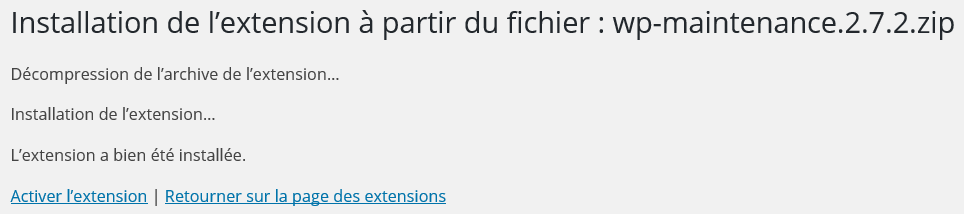 Installation de l’extension à partir du fichier : wp-maintenance.2.7.2.zip
Décompression de l’archive de l’extension…
Installation de l’extension…
L’extension a bien été installée.
Activer l’extension | Retourner sur la page des extensions